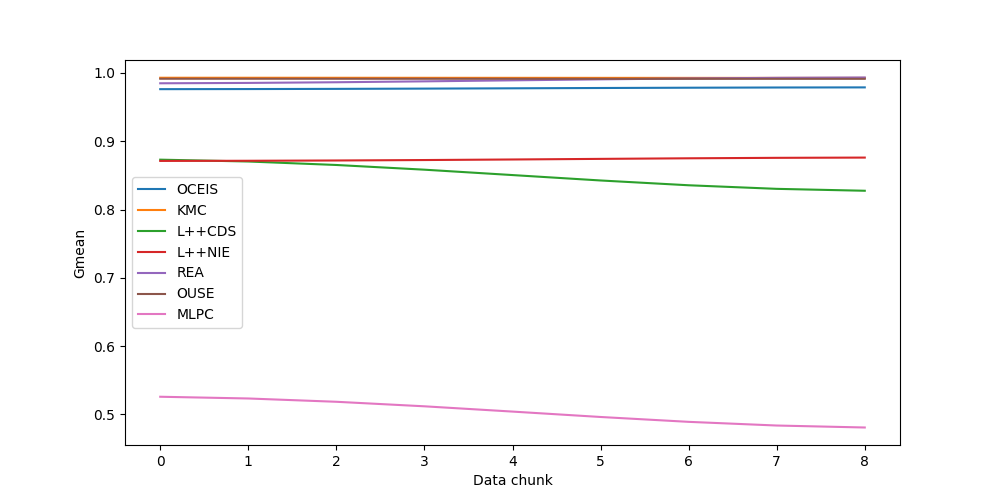 1.0
0.9
0.8
0.7
0.6
0.5
Gmean
OCEIS
KMC
L++CDS
L++NIE
REA
OUSE
MLPC
0 1 2 3 4 5 6 7 8
Data chunk